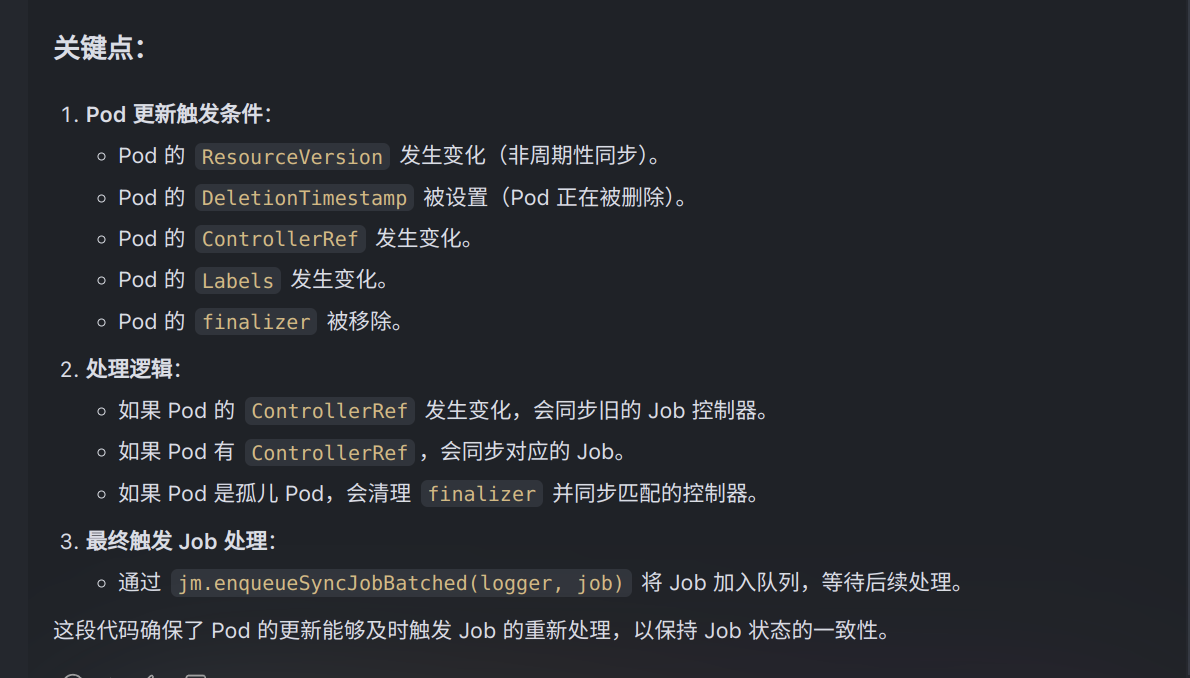 关键点：
1. Pod 更新触发条件：
Pod 的 ResourceVersion 发生变化（非周期性同步）。
Pod 的 DeletionTimestamp 被设置（Pod 正在被删除）。
Pod 的 ControllerRef 发生变化。
Pod 的 Labels 发生变化。
Pod 的 finalizer 被移除。
2. 处理逻辑：
如果 Pod 的 ControllerRef 发生变化，会同步旧的 Job 控制器。
如果 Pod 有 ControllerRef，会同步对应的 Job。
如果 Pod 是孤儿 Pod，会清理 finalizer 并同步匹配的控制器。
3. 最终触发 Job 处理：
通过 jm.enqueueSyncJobBatched(logger, job) 将 Job 加入队列，等待后续处理。
这段代码确保了 Pod 的更新能够及时触发 Job 的重新处理，以保持 Job 状态的一致性。